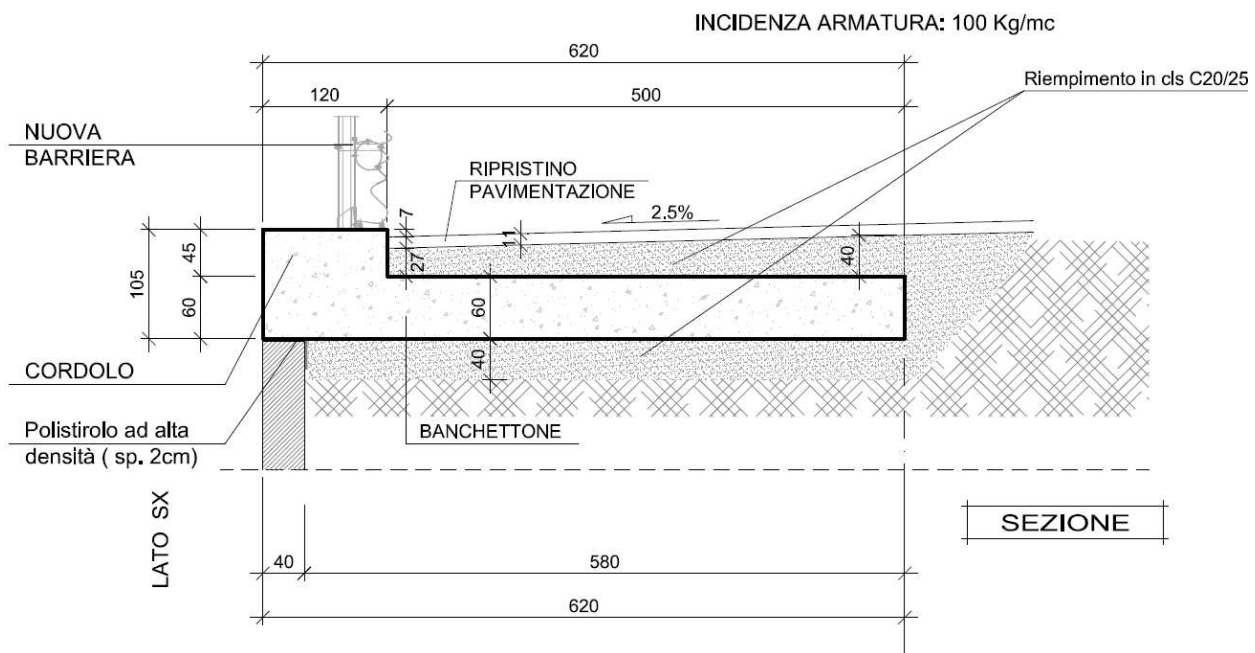 INCIDENZA ARMATURA: 100 Kg/mc
620
Riempimento in cls C20/25
120
500
NUOVA
BARRIERA
RIPRISTINO
PAVIMENTAZIONE
2.5%
7
11
27
40
105
45
60
60
40
CORDOLO
BANCHETTONE
Polistirolo ad alta
densità ( sp. 2cm)
LATO SX
SEZIONE
40
580
620